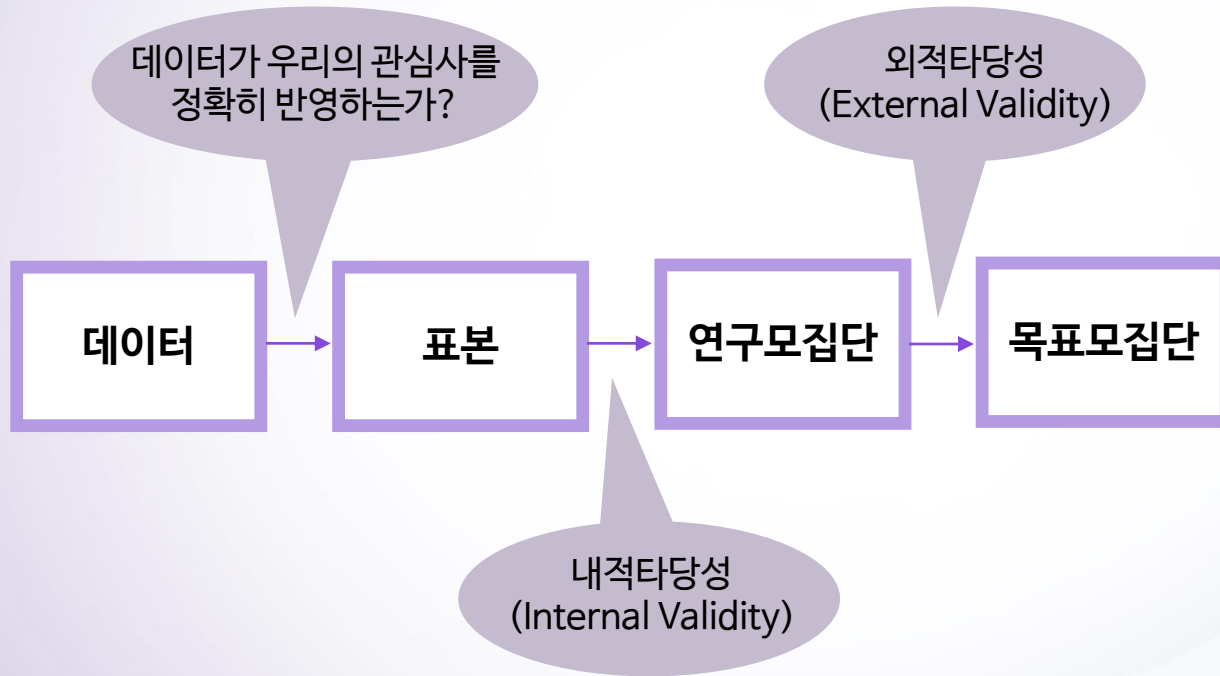 데이터가 우리의 관심사를
정확히 반영하는가?
외적타당성
(External Validity)
데이터
표본
연구모집단
목표모집단
내적타당성
(Internal Validity)